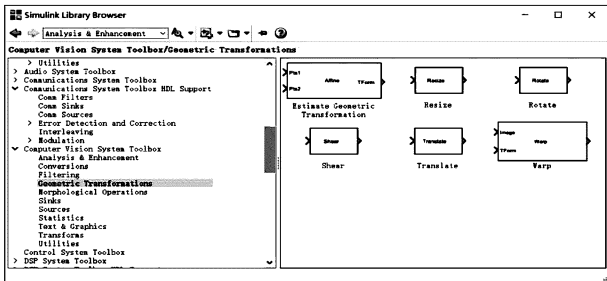 Simulink Library Browser
Analysis & Enhancement
Computer Vision System Toolbox/Geometric Transformations
> Utilities
> Audio System Toolbox
> Communications System Toolbox
Communications System Toolbox HDL Support
Comm Filters
Comm Sinks
Comm Sources
> Error Detection and Correction
Interleaving
> Modulation
Computer Vision System Toolbox
Analysis & Enhancement
Conversions
Filtering
Geometric Transformations
Morphological Operations
Sinks
Sources
Statistics
Text & Graphics
Transforms
Utilities
Control System Toolbox
> DSP System Toolbox
Pts1
Pts2
Affine
TForm
Estimate Geometric
Transformation
Resize
Resize
Rotate
Rotate
Shear
Shear
Translate
Translate
Image
TForm
Warp
Warp